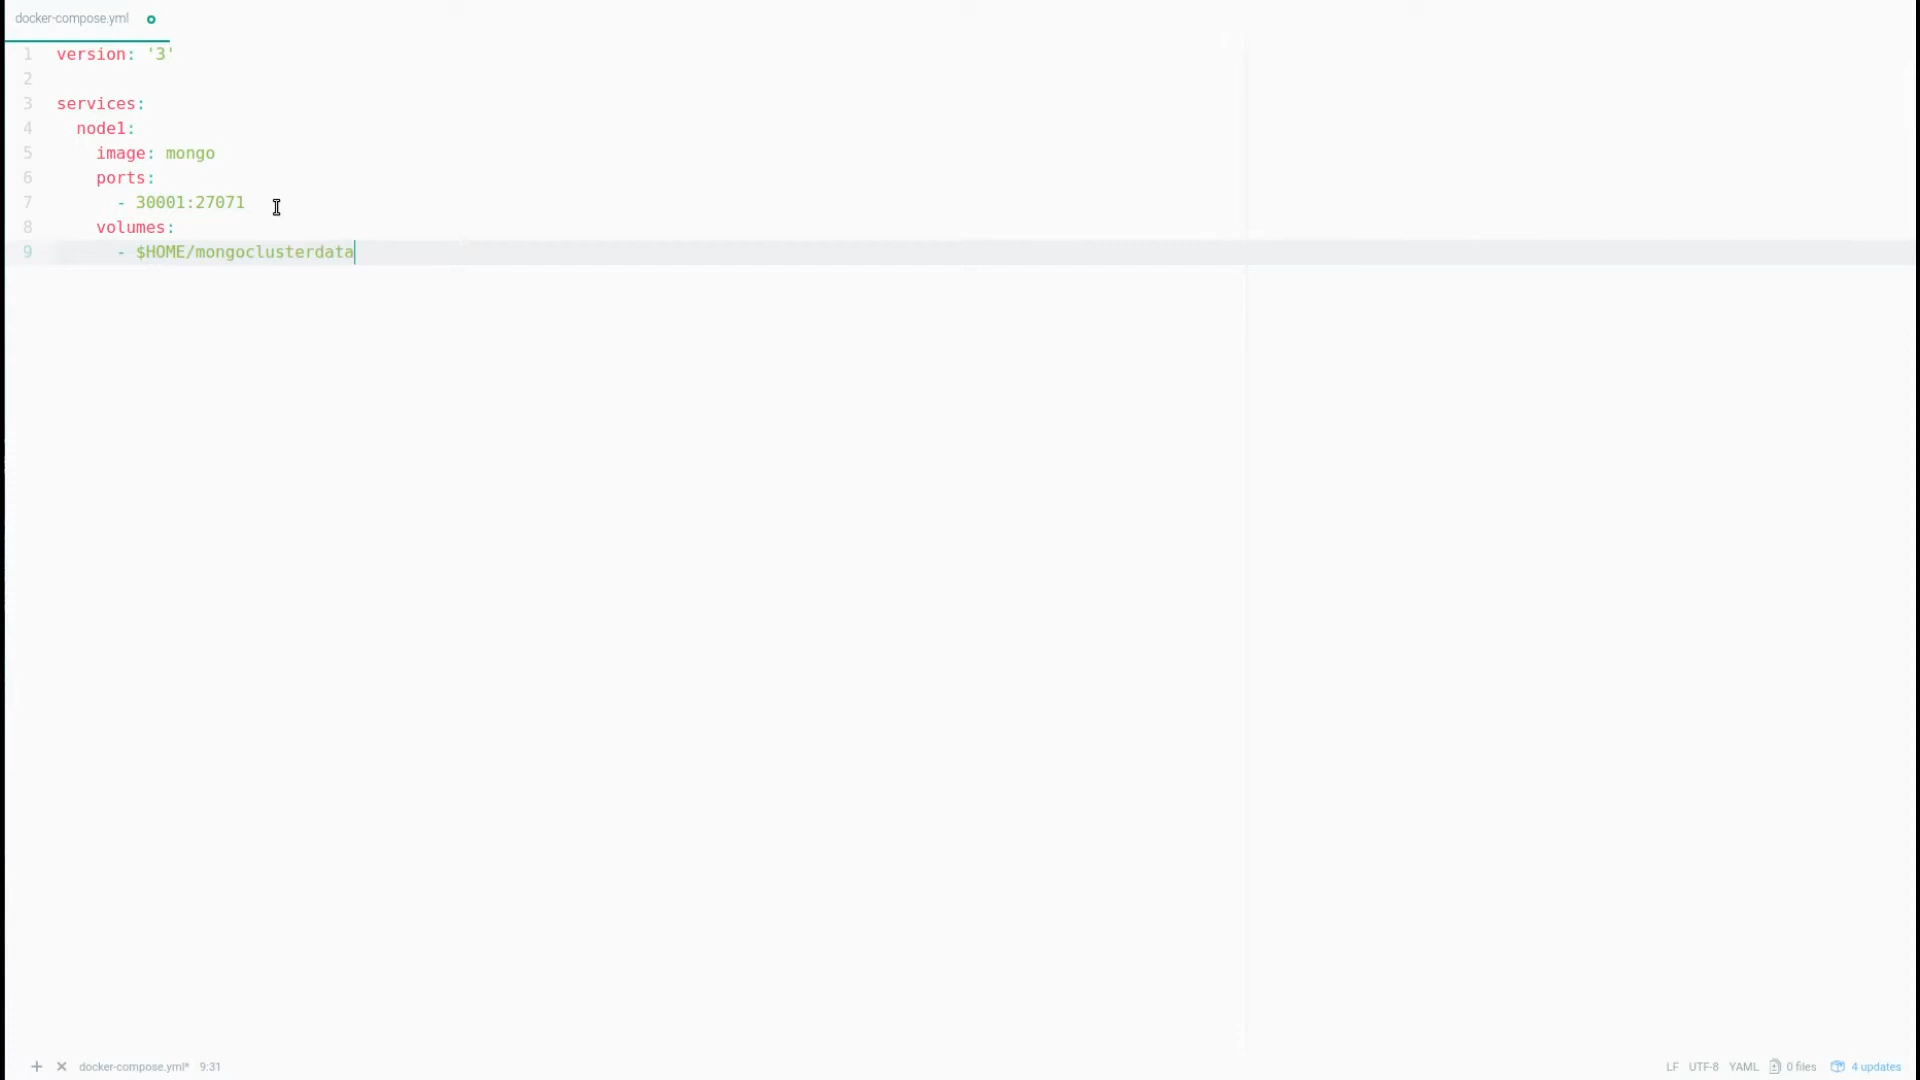 docker-compose.yml
1 version: '3'
2
3 services:
4   node1:
5     image: mongo
6     ports:
7       - 30001:27071
8     volumes:
9       - $HOME/mongoclusterdata
docker-compose.yml* 9:31 LF UTF-8 YAML 0 files 4 updates